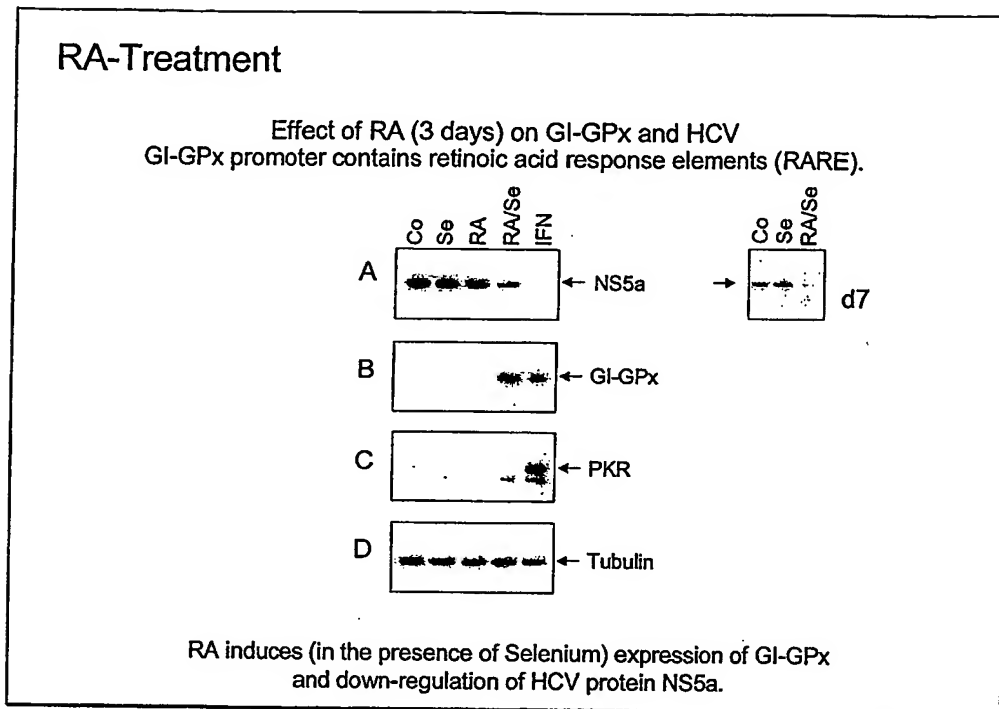 RA-Treatment
Effect of RA (3 days) on GI-GPx and HCV
GI-GPx promoter contains retinoic acid response elements (RARE).
Co Se RA RA/Se IFN
Co Se RA/Se
A ← NS5a
→ d7
B ← GI-GPx
C ← PKR
D ← Tubulin
RA induces (in the presence of Selenium) expression of GI-GPx
and down-regulation of HCV protein NS5a.